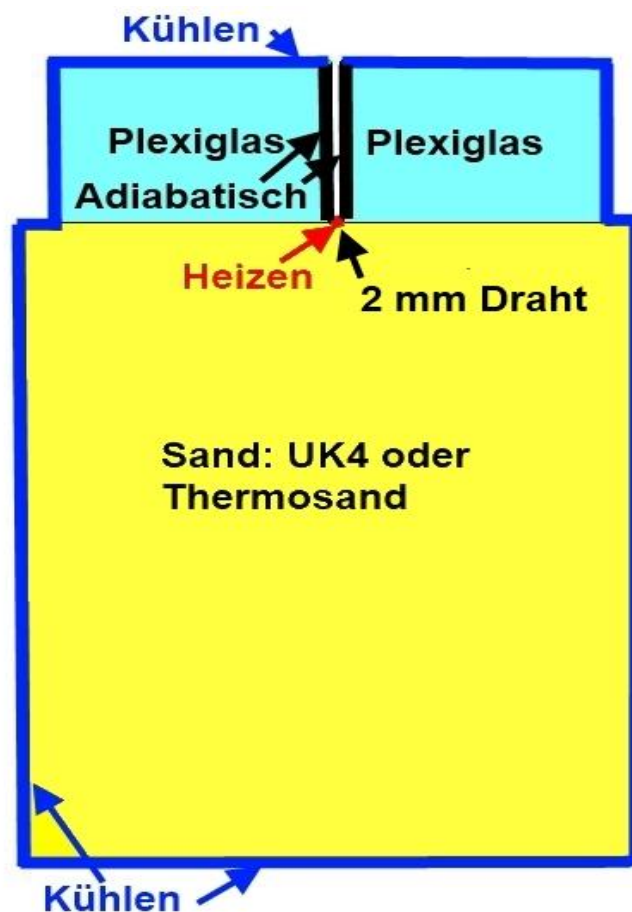 Kühlen
Plexiglas
Plexiglas
Adiabatisch
Heizen
2 mm Draht
Sand: UK4 oder
Thermosand
Kühlen